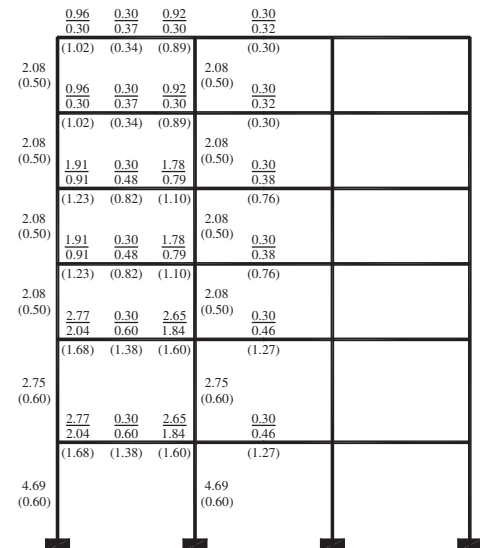 0.96 0.30 0.92 0.30
0.30 0.37 0.30 0.32
(1.02) (0.34) (0.89) (0.30)
2.08 2.08
(0.50) (0.50)
0.96 0.30 0.92 0.30
0.30 0.37 0.30 0.32
(1.02) (0.34) (0.89) (0.30)
2.08 2.08
(0.50) (0.50)
1.91 0.30 1.78 0.30
0.91 0.48 0.79 0.38
(1.23) (0.82) (1.10) (0.76)
2.08 2.08
(0.50) (0.50)
1.91 0.30 1.78 0.30
0.91 0.48 0.79 0.38
(1.23) (0.82) (1.10) (0.76)
2.08 2.08
(0.50) (0.50)
2.77 0.30 2.65 0.30
2.04 0.60 1.84 0.46
(1.68) (1.38) (1.60) (1.27)
2.75 2.75
(0.60) (0.60)
2.77 0.30 2.65 0.30
2.04 0.60 1.84 0.46
(1.68) (1.38) (1.60) (1.27)
4.69 4.69
(0.60) (0.60)